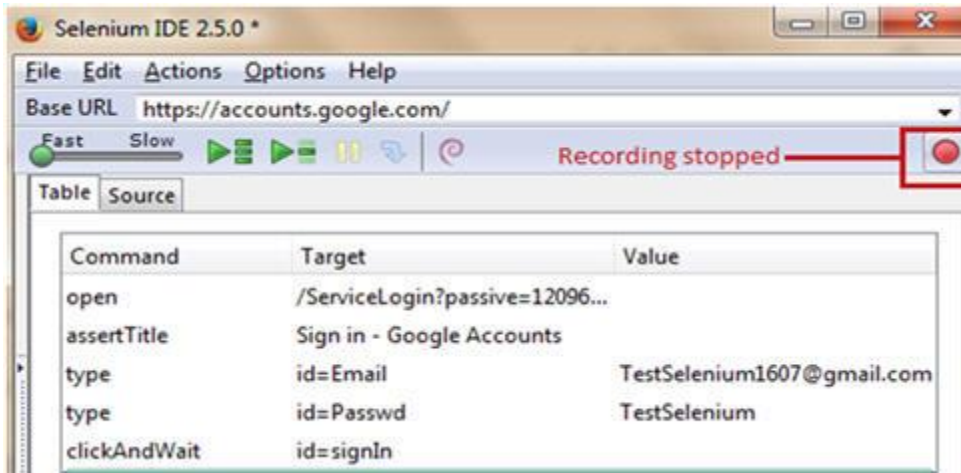 Selenium IDE 2.5.0 *
File Edit Actions Options Help
Base URL https://accounts.google.com/
Fast Slow
Recording stopped
Table Source
Command Target Value
open /ServiceLogin?passive=12096...
assertTitle Sign in - Google Accounts
type id=Email TestSelenium1607@gmail.com
type id=Passwd TestSelenium
clickAndWait id=signIn